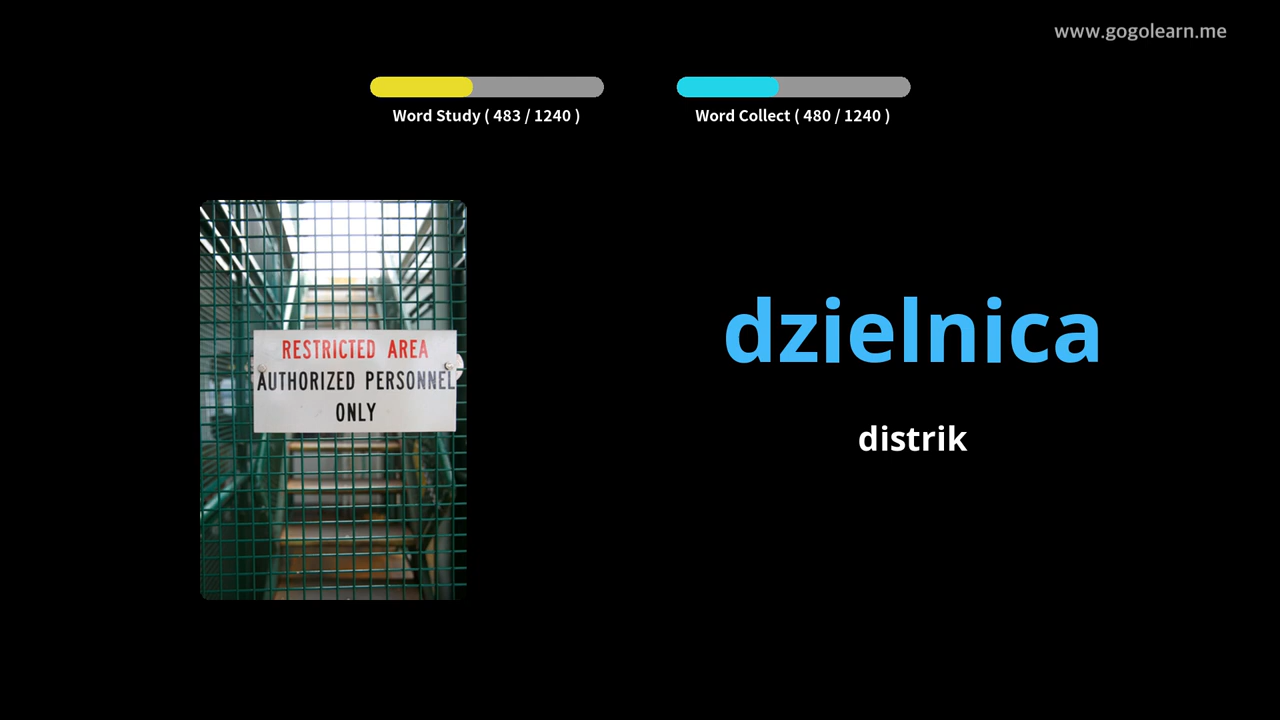 www.gogolearn.me
Word Study ( 483 / 1240 )
Word Collect ( 480 / 1240 )
RESTRICTED AREA
AUTHORIZED PERSONNEL
ONLY
dzielnica
distrik